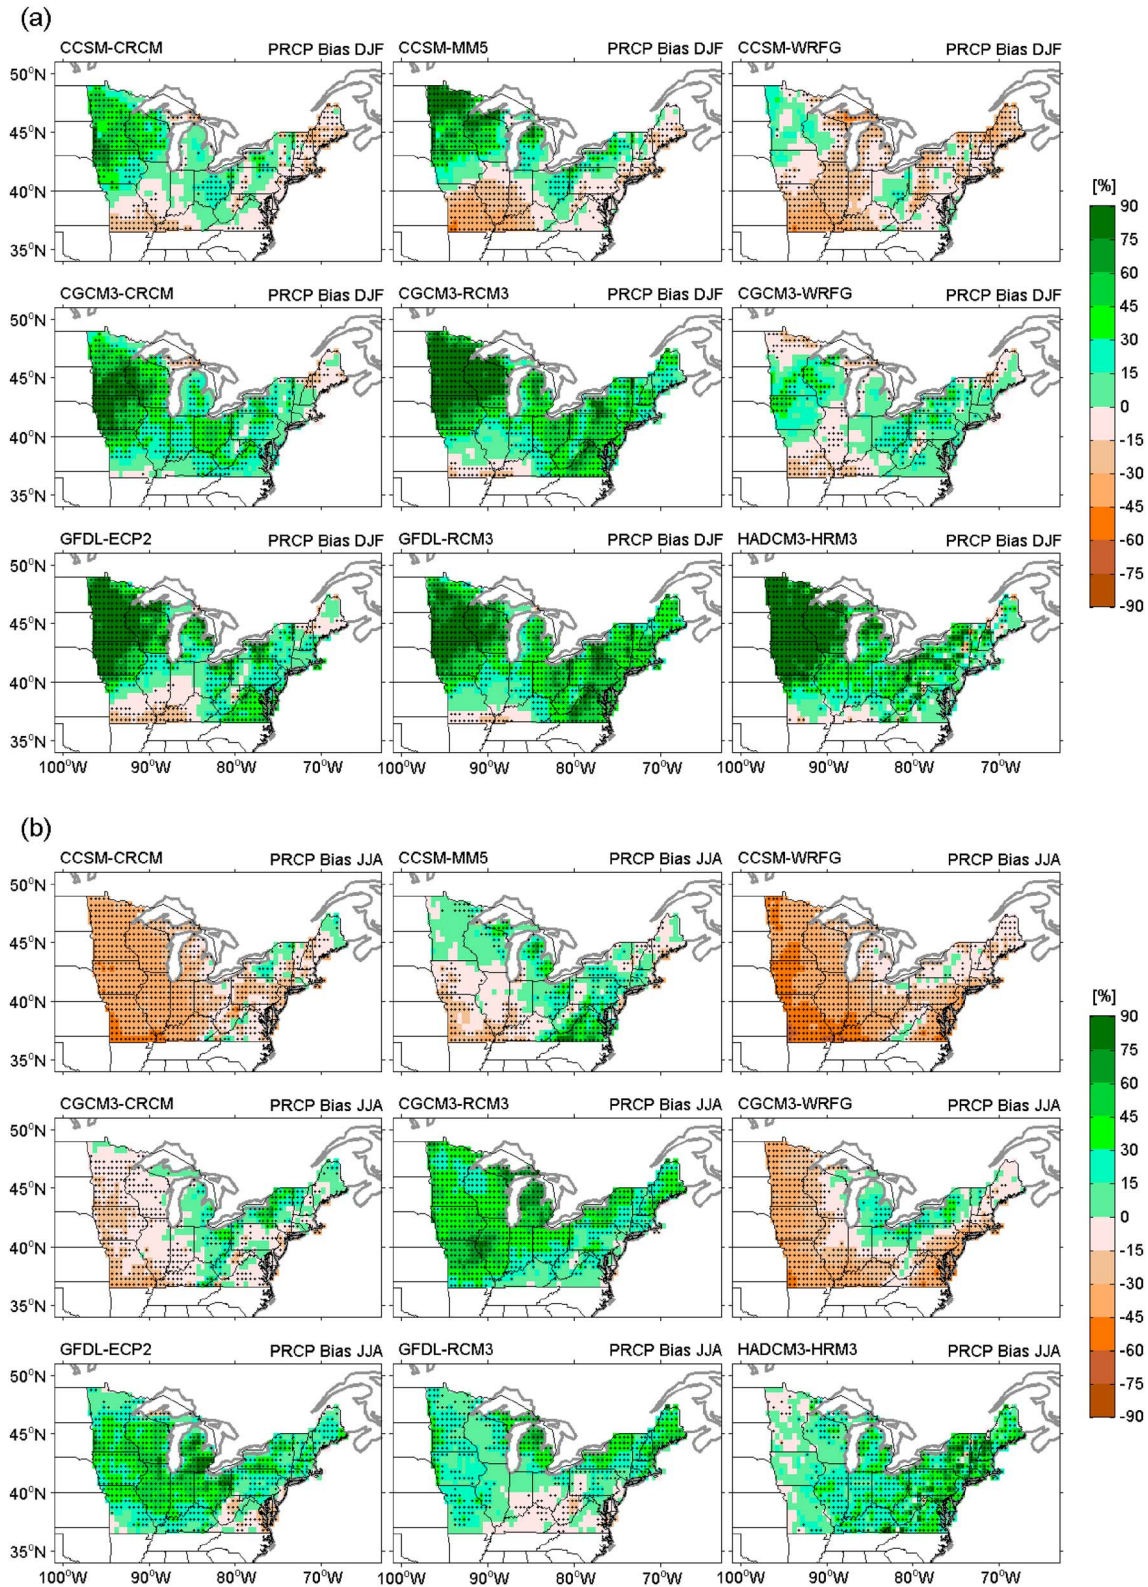 (a)
CCSM-CRCM PRCP Bias DJF CCSM-MM5 PRCP Bias DJF CCSM-WRFG PRCP Bias DJF
50°N
45°N
40°N
35°N
[%]
90
75
60
45
30
15
0
-15
-30
-45
-60
-75
-90
CGCM3-CRCM PRCP Bias DJF CGCM3-RCM3 PRCP Bias DJF CGCM3-WRFG PRCP Bias DJF
50°N
45°N
40°N
35°N
GFDL-ECP2 PRCP Bias DJF GFDL-RCM3 PRCP Bias DJF HADCM3-HRM3 PRCP Bias DJF
50°N
45°N
40°N
35°N
100°W 90°W 80°W 70°W 100°W 90°W 80°W 70°W 100°W 90°W 80°W 70°W
(b)
CCSM-CRCM PRCP Bias JJA CCSM-MM5 PRCP Bias JJA CCSM-WRFG PRCP Bias JJA
50°N
45°N
40°N
35°N
[%]
90
75
60
45
30
15
0
-15
-30
-45
-60
-75
-90
CGCM3-CRCM PRCP Bias JJA CGCM3-RCM3 PRCP Bias JJA CGCM3-WRFG PRCP Bias JJA
50°N
45°N
40°N
35°N
GFDL-ECP2 PRCP Bias JJA GFDL-RCM3 PRCP Bias JJA HADCM3-HRM3 PRCP Bias JJA
50°N
45°N
40°N
35°N
100°W 90°W 80°W 70°W 100°W 90°W 80°W 70°W 100°W 90°W 80°W 70°W